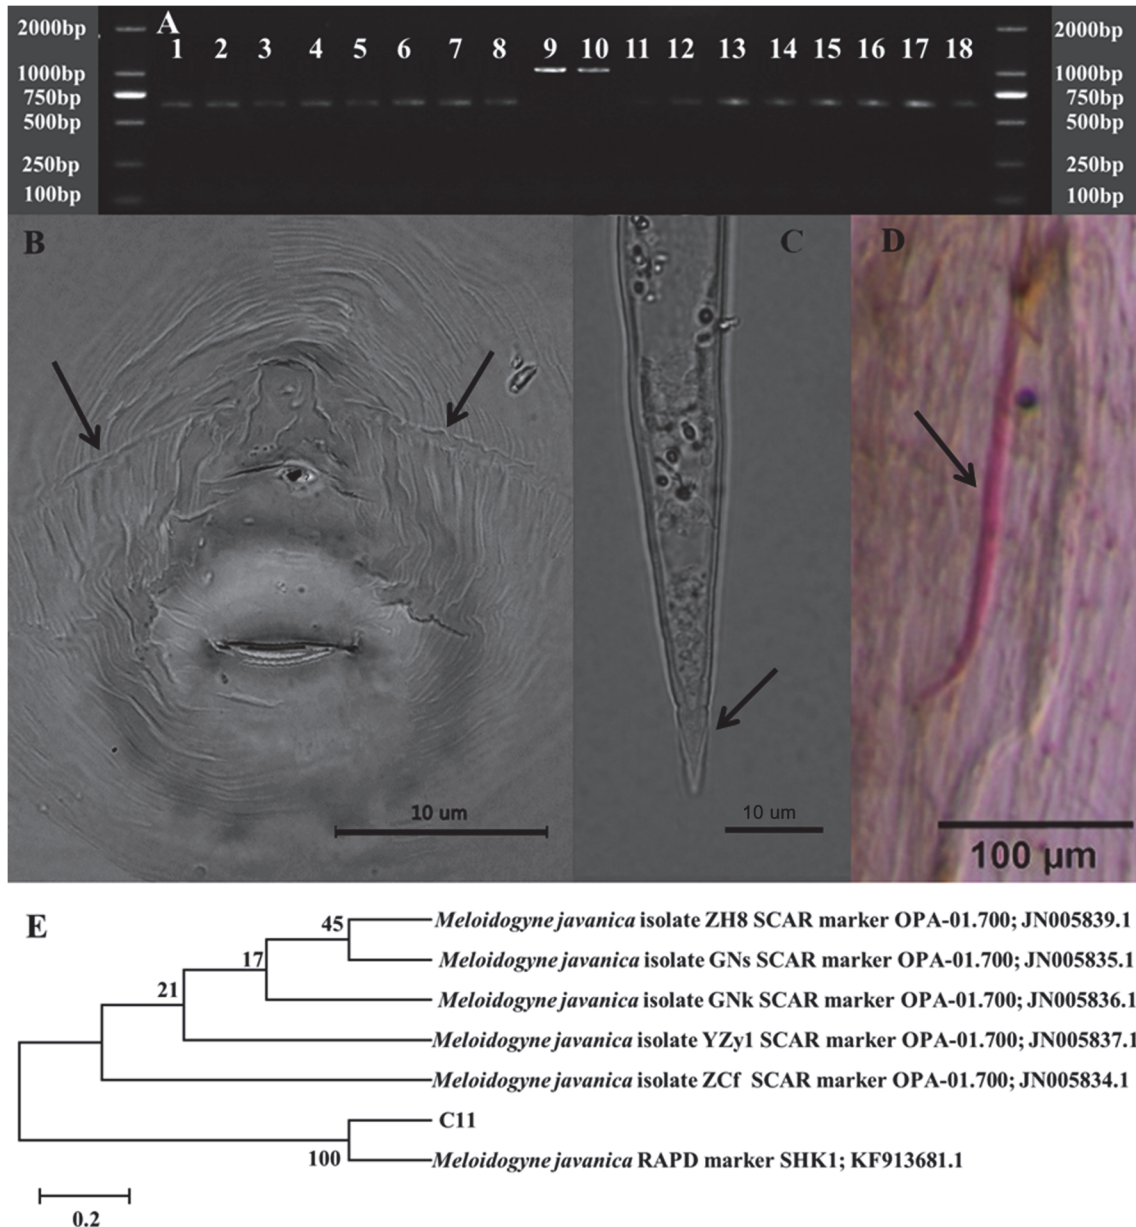 A
2000bp 2000bp
1 2 3 4 5 6 7 8 9 10 11 12 13 14 15 16 17 18
1000bp 1000bp
750bp 750bp
500bp 500bp
250bp 250bp
100bp 100bp
B
10 um
C
10 um
D
100 µm
E
45
Meloidogyne javanica isolate ZH8 SCAR marker OPA-01.700; JN005839.1
Meloidogyne javanica isolate GNs SCAR marker OPA-01.700; JN005835.1
17
Meloidogyne javanica isolate GNk SCAR marker OPA-01.700; JN005836.1
21
Meloidogyne javanica isolate YZy1 SCAR marker OPA-01.700; JN005837.1
Meloidogyne javanica isolate ZCf SCAR marker OPA-01.700; JN005834.1
C11
100
Meloidogyne javanica RAPD marker SHK1; KF913681.1
0.2